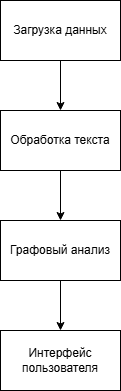 Загрузка данных
Обработка текста
Графовый анализ
Интерфейс
пользователя